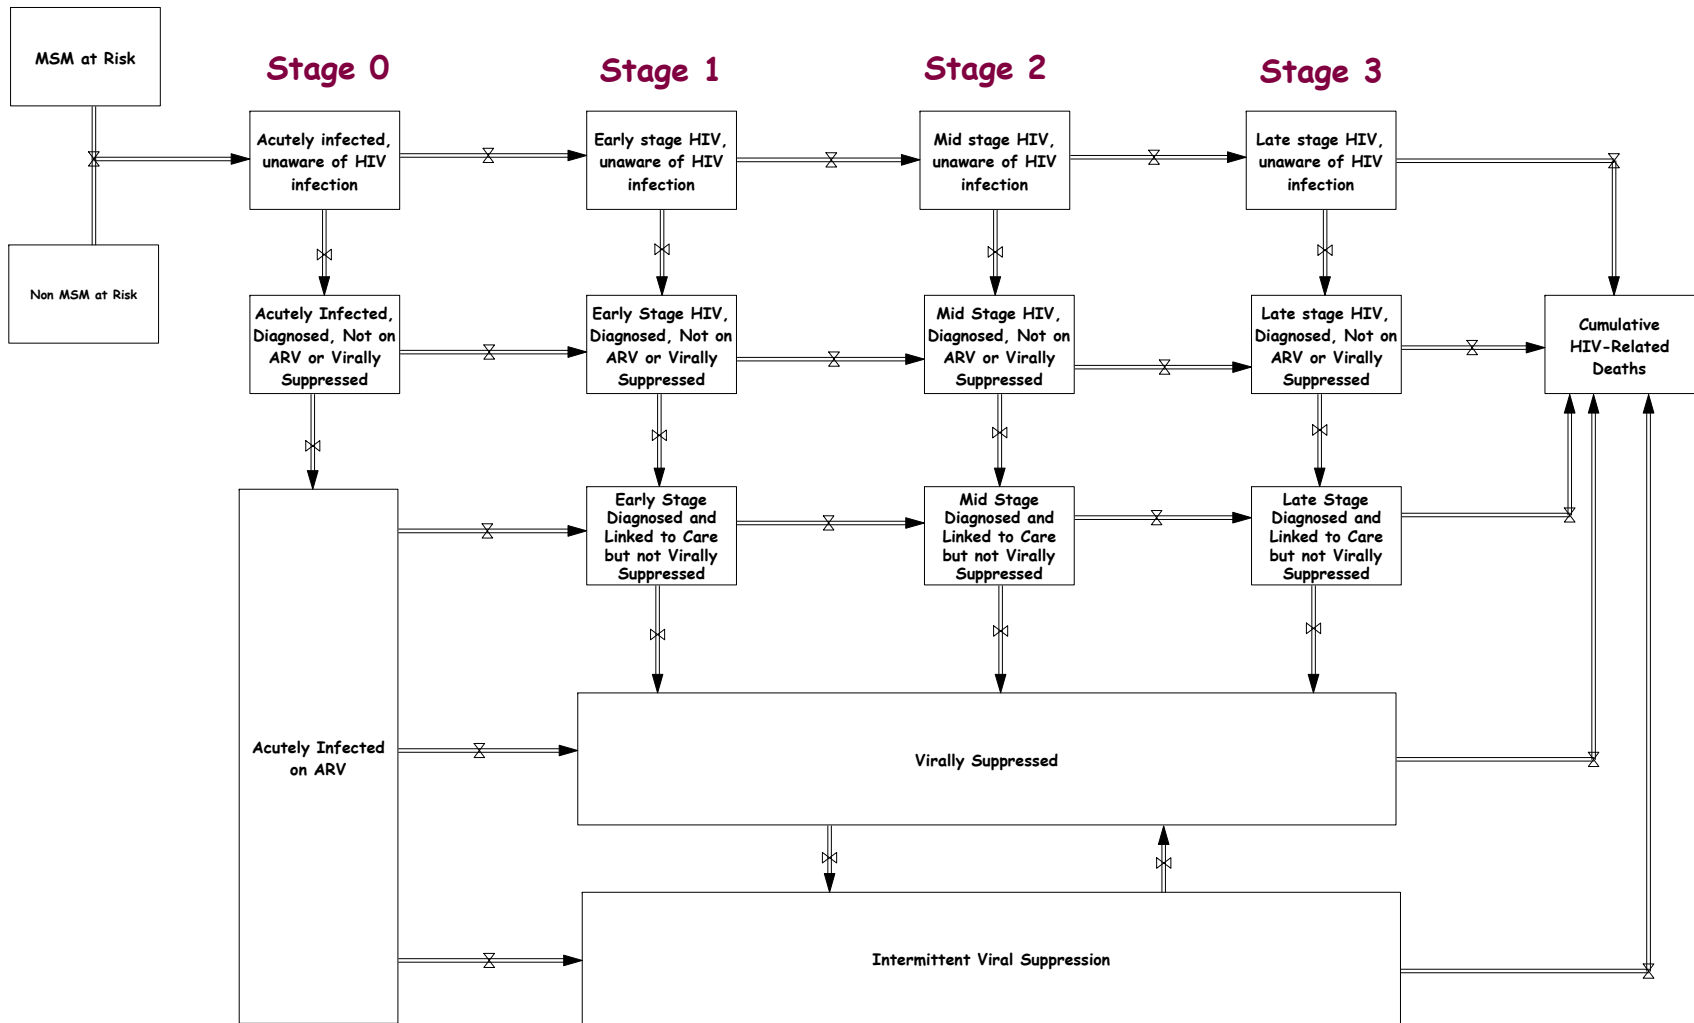 MSM at Risk
Stage 0
Stage 1
Stage 2
Stage 3
Acutely infected,
unaware of HIV
infection
Early stage HIV,
unaware of HIV
infection
Mid stage HIV,
unaware of HIV
infection
Late stage HIV,
unaware of HIV
infection
Non MSM at Risk
Acutely Infected,
Diagnosed, Not on
ARV or Virally
Suppressed
Early Stage HIV,
Diagnosed, Not on
ARV or Virally
Suppressed
Mid Stage HIV,
Diagnosed, Not on
ARV or Virally
Suppressed
Late stage HIV,
Diagnosed, Not on
ARV or Virally
Suppressed
Cumulative
HIV-Related
Deaths
Early Stage
Diagnosed and
Linked to Care
but not Virally
Suppressed
Mid Stage
Diagnosed and
Linked to Care
but not Virally
Suppressed
Late Stage
Diagnosed and
Linked to Care
but not Virally
Suppressed
Acutely Infected
on ARV
Virally Suppressed
Intermittent Viral Suppression